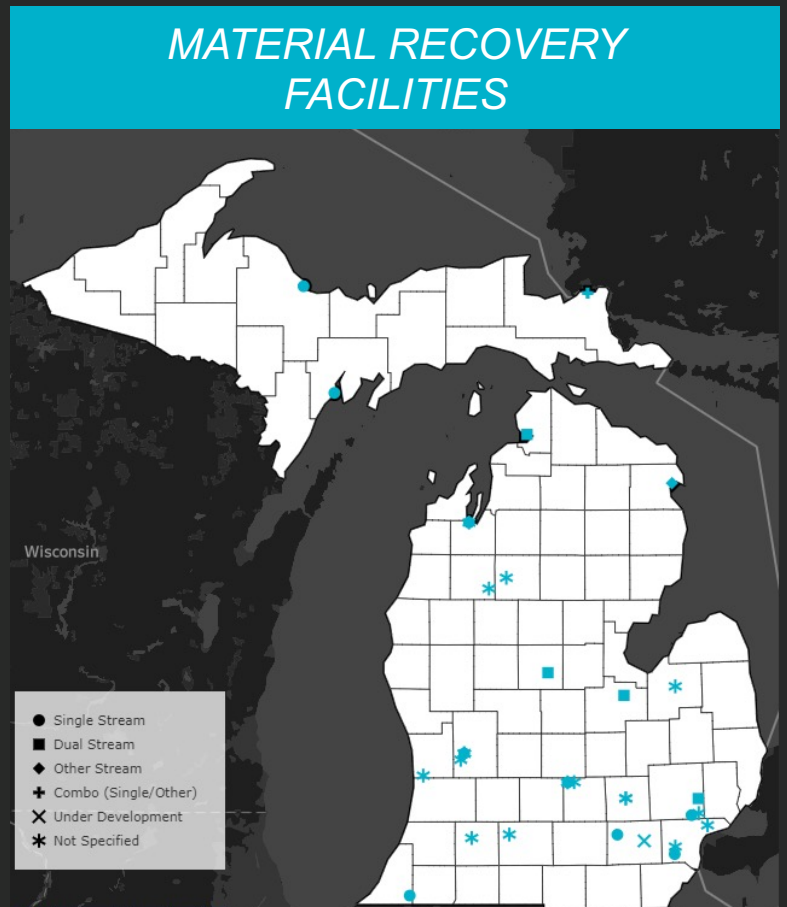 MATERIAL RECOVERY
FACILITIES
Wisconsin
Single Stream
Dual Stream
Other Stream
Combo (Single/Other)
Under Development
Not Specified